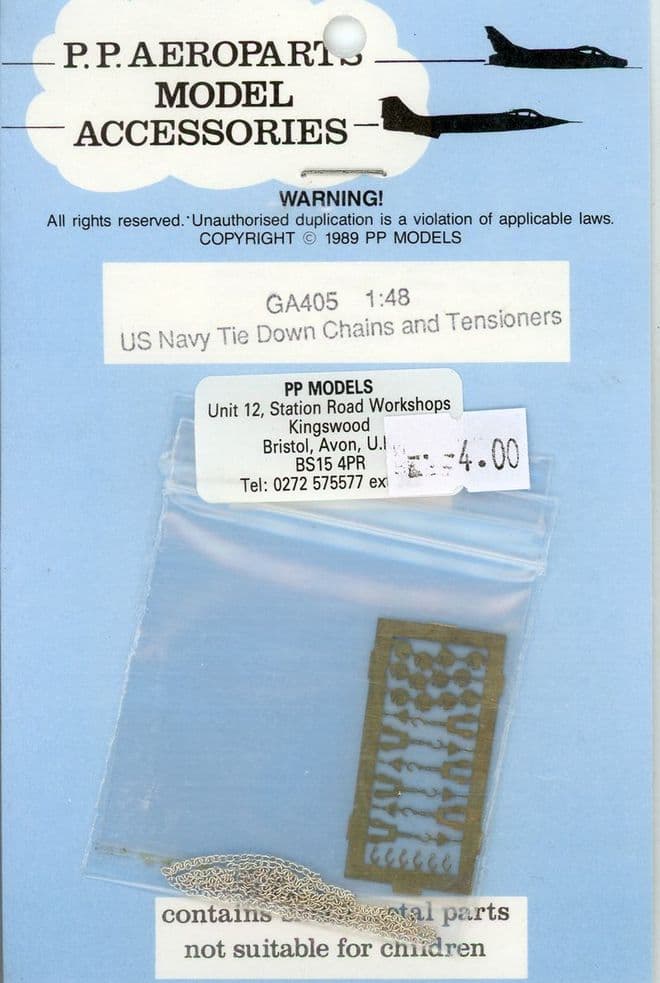 P.P. AEROPARTS
MODEL
ACCESSORIES
WARNING!
All rights reserved. Unauthorised duplication is a violation of applicable laws.
COPYRIGHT © 1989 PP MODELS
GA405 1:48
US Navy Tie Down Chains and Tensioners
PP MODELS
Unit 12, Station Road Workshops
Kingswood
Bristol, Avon,
BS15 4PR
Tel: 0272 575577
4.00
contains parts
not suitable for children